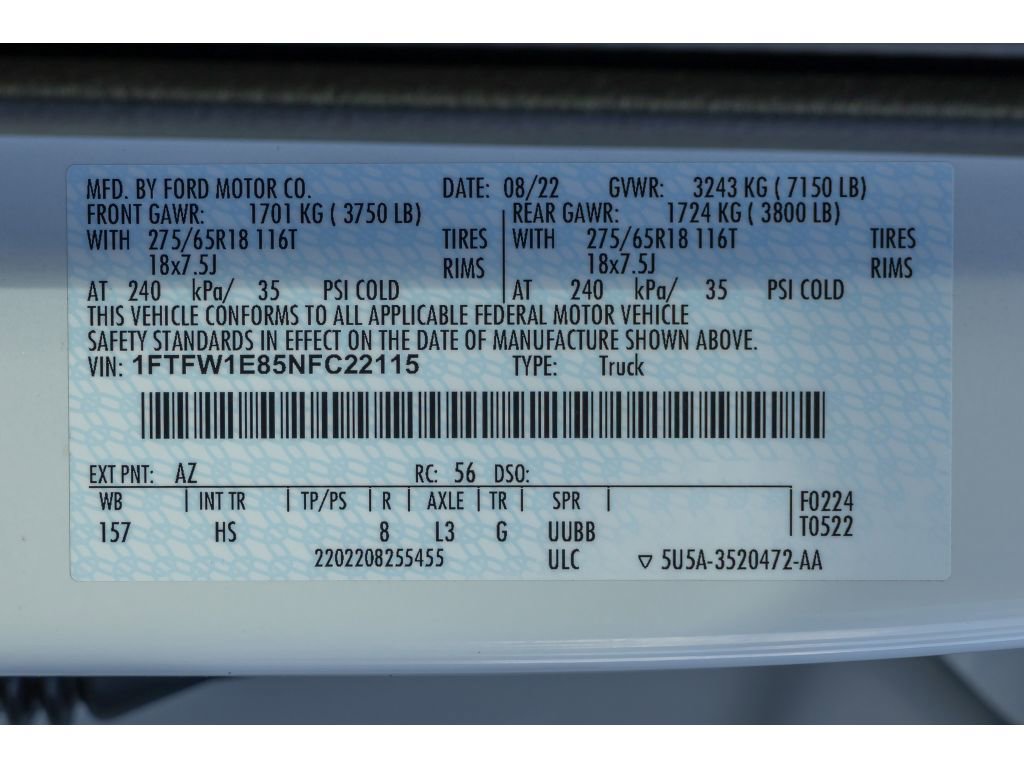 MFD. BY FORD MOTOR CO. DATE: 08/22 GVWR: 3243 KG ( 7150 LB)
FRONT GAWR: 1701 KG ( 3750 LB) REAR GAWR: 1724 KG ( 3800 LB)
WITH 275/65R18 116T TIRES WITH 275/65R18 116T TIRES
18x7.5J RIMS 18x7.5J RIMS
AT 240 kPa/ 35 PSI COLD AT 240 kPa/ 35 PSI COLD
THIS VEHICLE CONFORMS TO ALL APPLICABLE FEDERAL MOTOR VEHICLE
SAFETY STANDARDS IN EFFECT ON THE DATE OF MANUFACTURE SHOWN ABOVE.
VIN: 1FTFW1E85NFC22115 TYPE: Truck
EXT PNT: AZ RC: 56 DSO:
WB | INT TR | TP/PS | R | AXLE | TR | SPR | F0224
157 HS 8 L3 G UUBB T0522
2202208255455 ULC ▽ 5U5A-3520472-AA